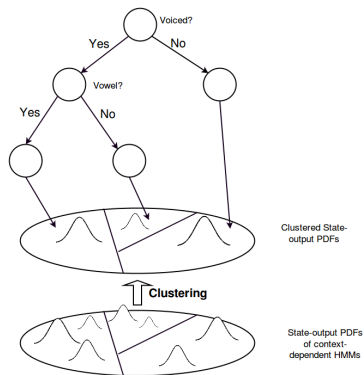 Voiced?
Yes
No
Vowel?
Yes
No
Clustered State-
output PDFs
Clustering
State-output PDFs
of context-
dependent HMMs